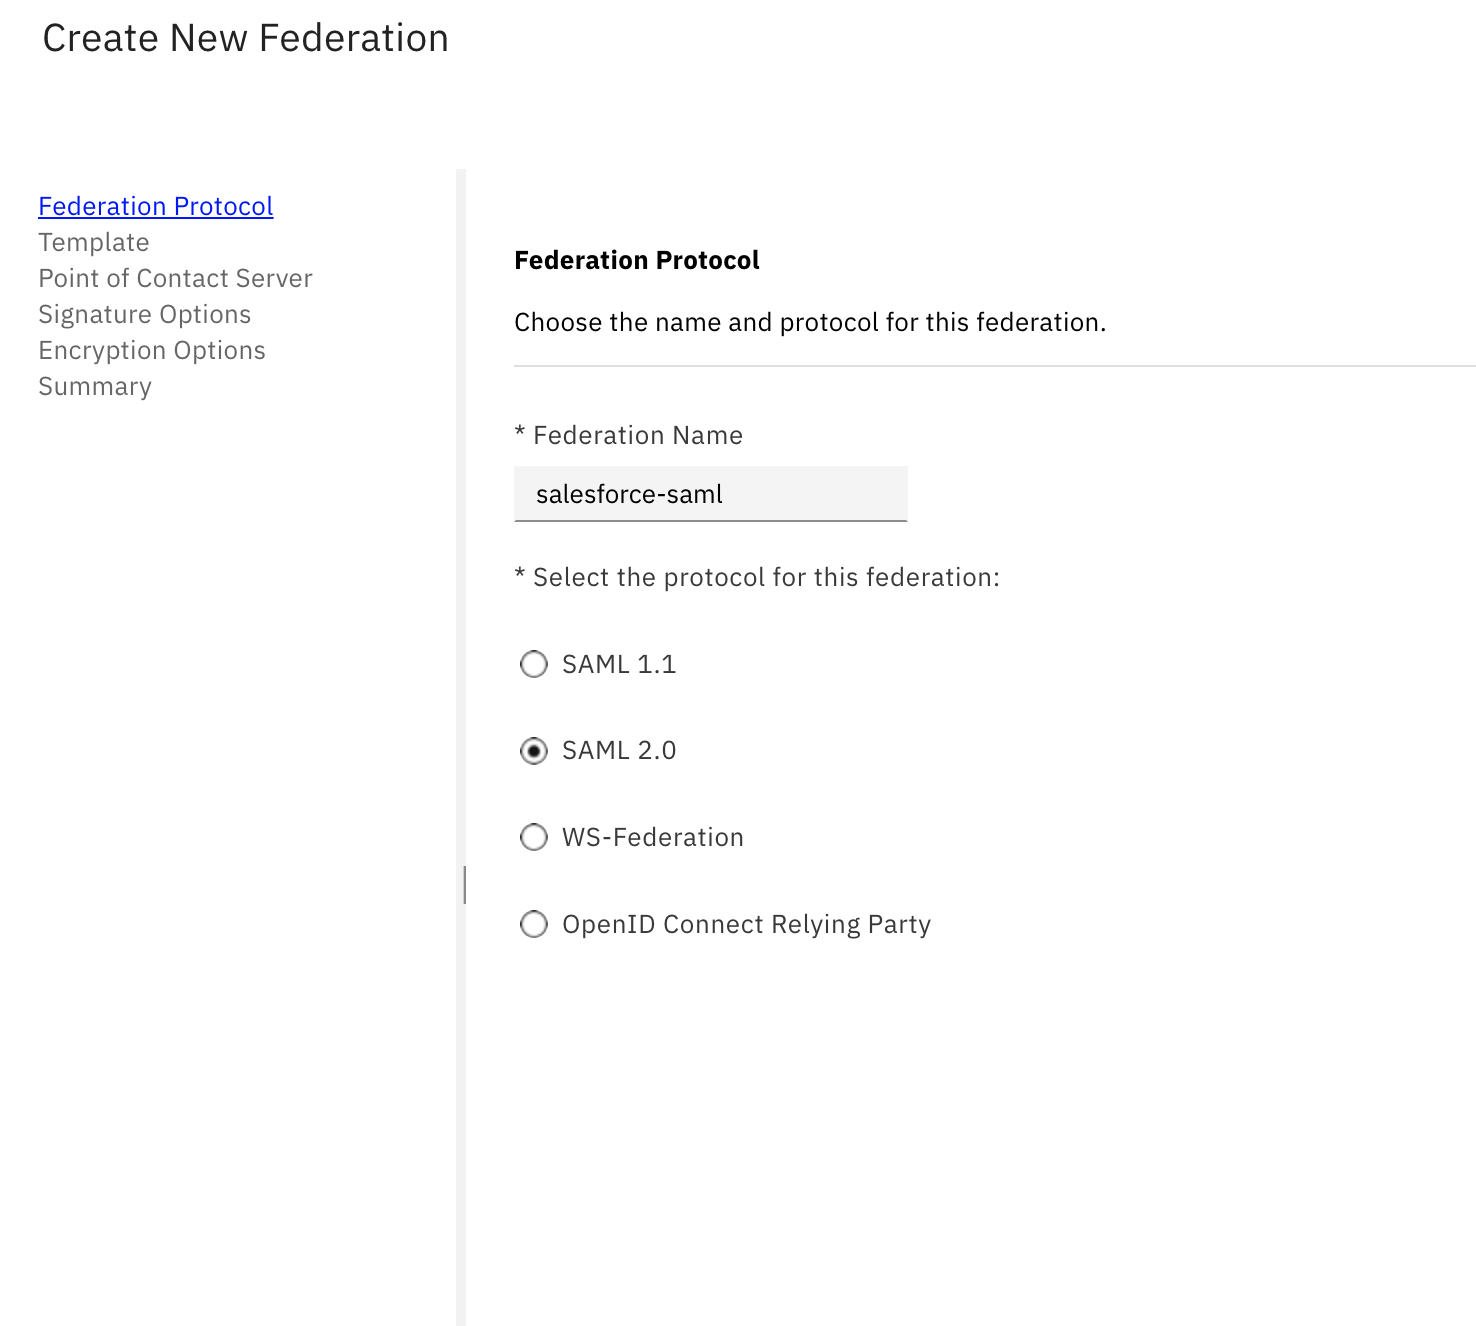 Create New Federation
Federation Protocol
Template
Point of Contact Server
Signature Options
Encryption Options
Summary
Federation Protocol
Choose the name and protocol for this federation.
* Federation Name
salesforce-saml
* Select the protocol for this federation:
SAML 1.1
SAML 2.0
WS-Federation
OpenID Connect Relying Party